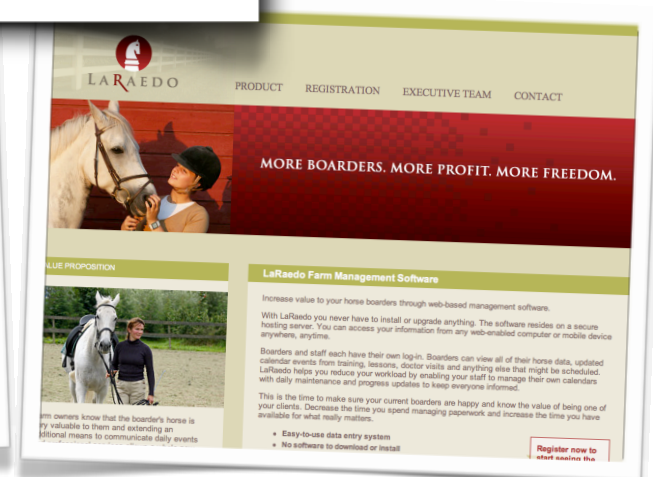 LARAEDO
PRODUCT REGISTRATION EXECUTIVE TEAM CONTACT
MORE BOARDERS. MORE PROFIT. MORE FREEDOM.
PROPOSITION
LaRaedo Farm Management Software
Increase value to your horse boarders through web-based management software.
With LaRaedo you never have to install or upgrade anything. The software resides on a secure
hosting server. You can access your information from any web-enabled computer or mobile device
anywhere, anytime.
Boarders and staff each have their own log-in. Boarders can view all of their horse data, updated
calendar events from training, lessons, doctor visits and anything else that might be scheduled.
LaRaedo helps you reduce your workload by enabling your staff to manage their own calendars
with daily maintenance and progress updates to keep everyone informed.
This is the time to make sure your current boarders are happy and know the value of being one of
your clients. Decrease the time you spend managing paperwork and increase the time you have
available for what really matters.
• Easy-to-use data entry system
• No software to download or install
owners know that the boarder's horse is
valuable to them and extending an
means to communicate daily events
Register now to
start seeing the